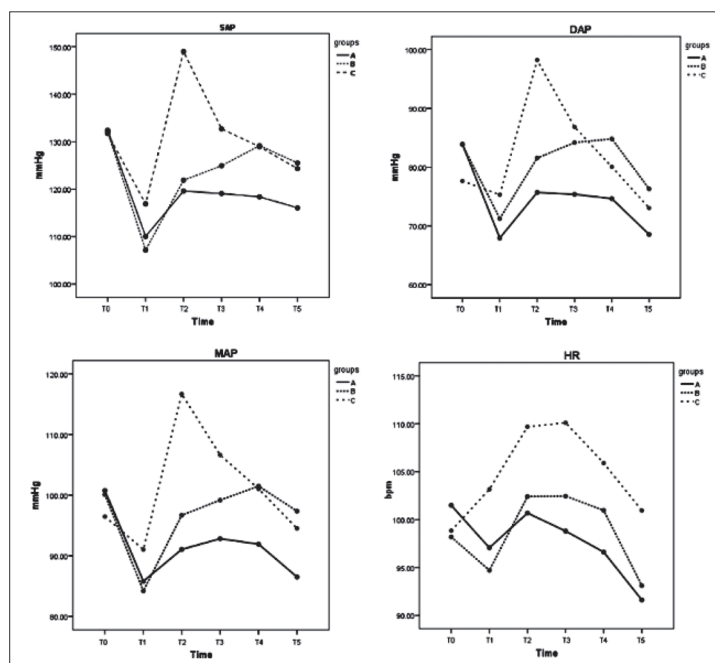 SAP
groups
A
B
C
150.00
140.00
130.00
120.00
110.00
100.00
mmHg
T0 T1 T2 T3 T4 T5
Time
DAP
groups
A
B
C
100.00
90.00
80.00
70.00
60.00
mmHg
T0 T1 T2 T3 T4 T5
Time
MAP
groups
A
B
C
120.00
110.00
100.00
90.00
80.00
mmHg
T0 T1 T2 T3 T4 T5
Time
HR
groups
A
B
C
115.00
110.00
105.00
100.00
95.00
90.00
bpm
T0 T1 T2 T3 T4 T5
Time